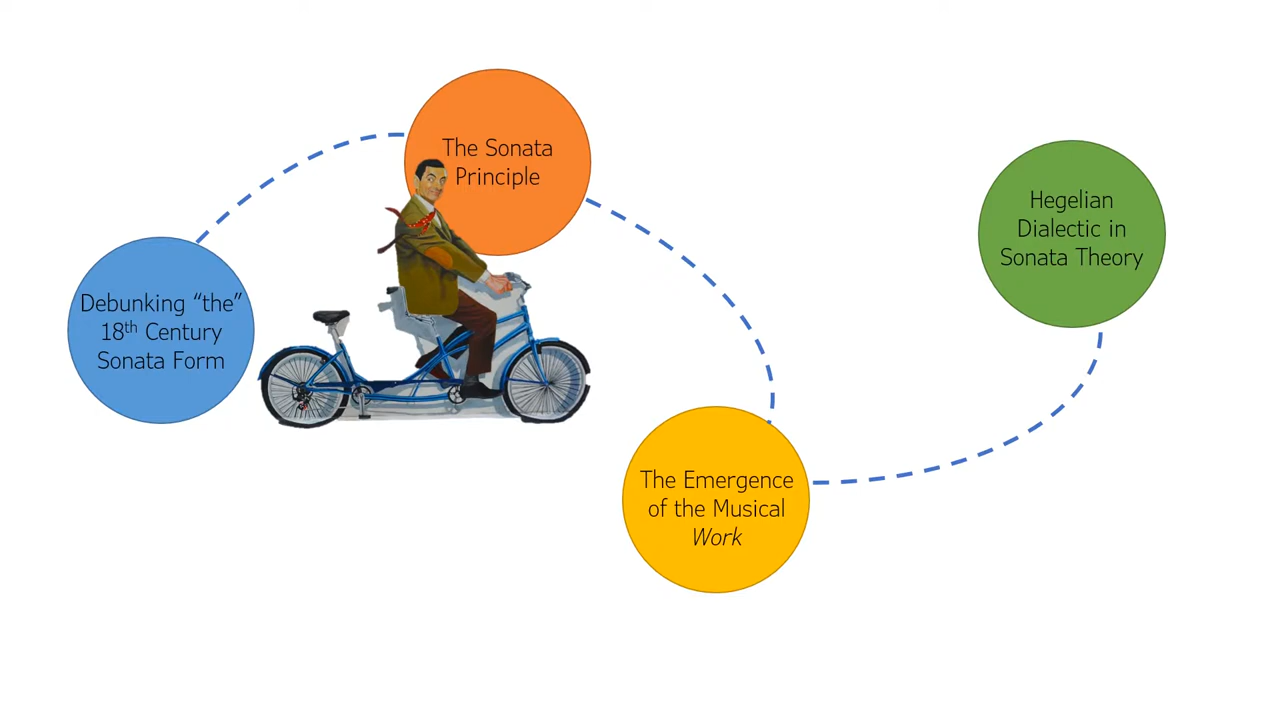 Debunking “the”
18th Century
Sonata Form
The Sonata
Principle
The Emergence
of the Musical
Work
Hegelian
Dialectic in
Sonata Theory